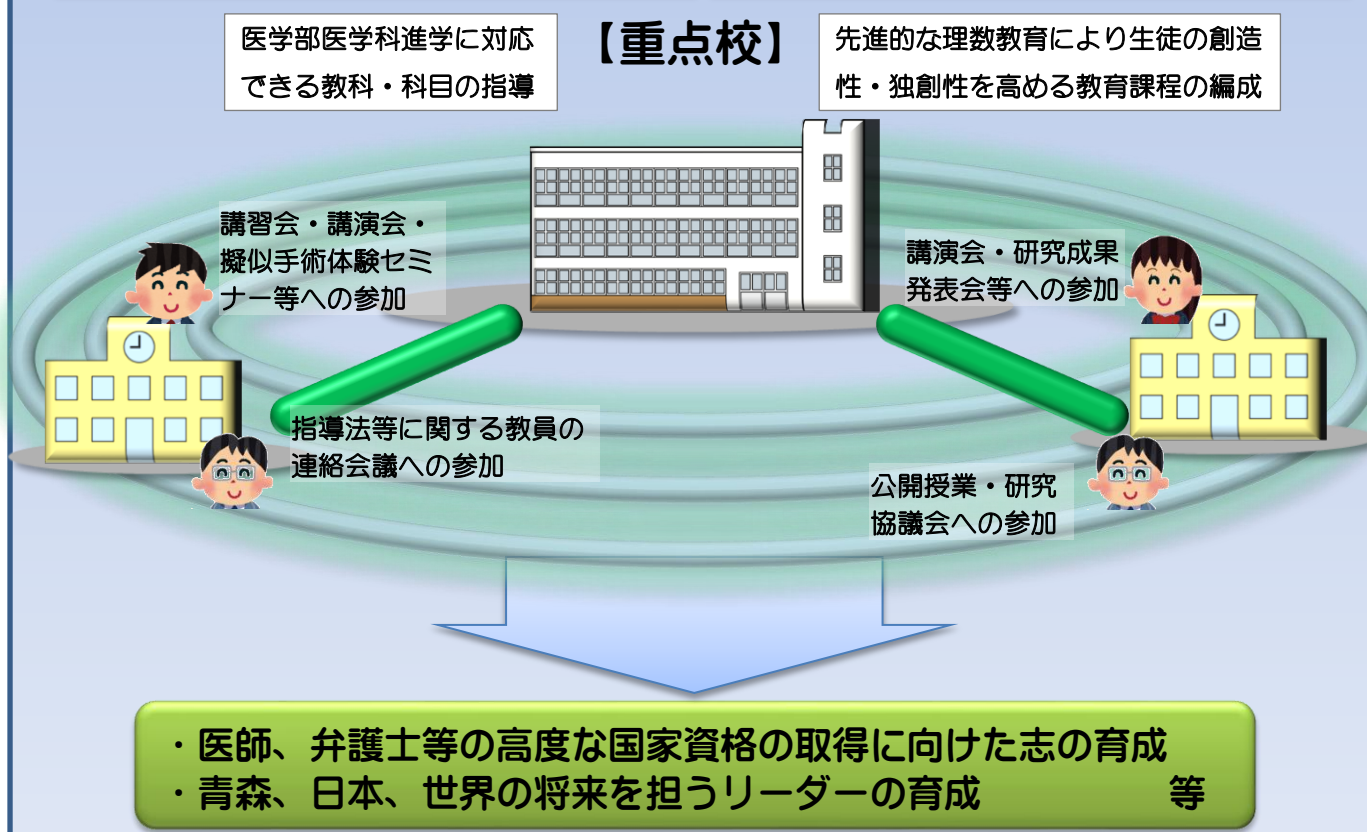 医学部医学科進学に対応
できる教科・科目の指導
【重点校】
先進的な理数教育により生徒の創造
性・独創性を高める教育課程の編成
講習会・講演会・
擬似手術体験セミ
ナー等への参加
講演会・研究成果
発表会等への参加
指導法等に関する教員の
連絡会議への参加
公開授業・研究
協議会への参加
・医師、弁護士等の高度な国家資格の取得に向けた志の育成
・青森、日本、世界の将来を担うリーダーの育成 等